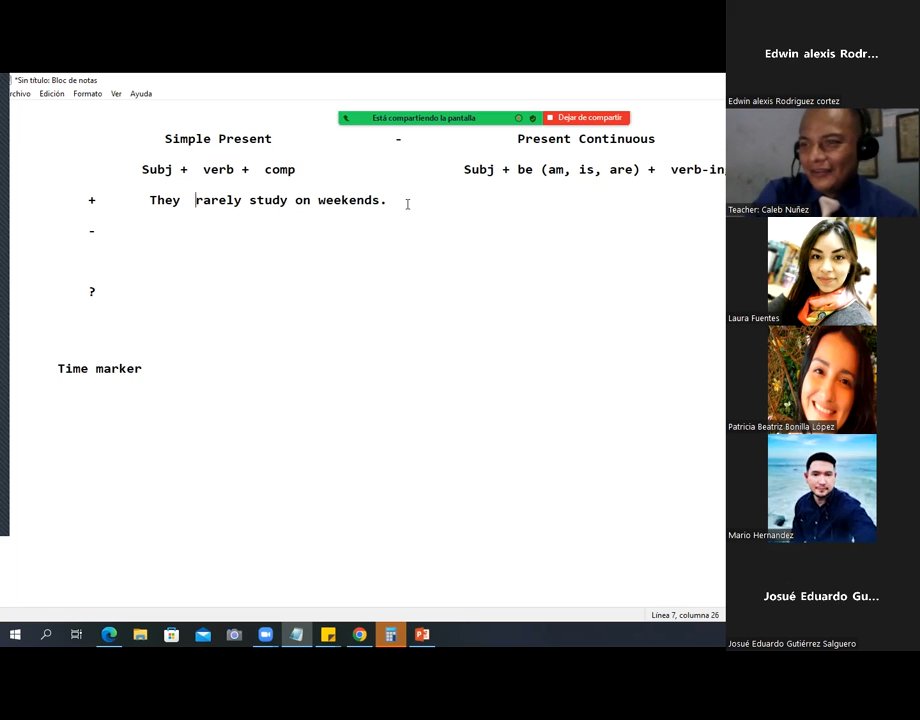 *Sin título: Bloc de notas
rchivo Edición Formato Ver Ayuda
Está compartiendo la pantalla Dejar de compartir
Simple Present - Present Continuous
Subj + verb + comp Subj + be (am, is, are) + verb-in
+ They rarely study on weekends.
-
?
Time marker
Línea 7, columna 26
Edwin alexis Rodr...
Edwin alexis Rodriguez cortez
Teacher: Caleb Nuñez
Laura Fuentes
Patricia Beatriz Bonilla López
Mario Hernandez
Josué Eduardo Gu...
Josué Eduardo Gutiérrez Salguero